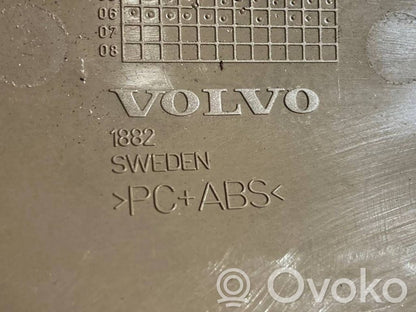 06
07
08
VOLVO
1882
SWEDEN
>PC+ABS<
Ovoko